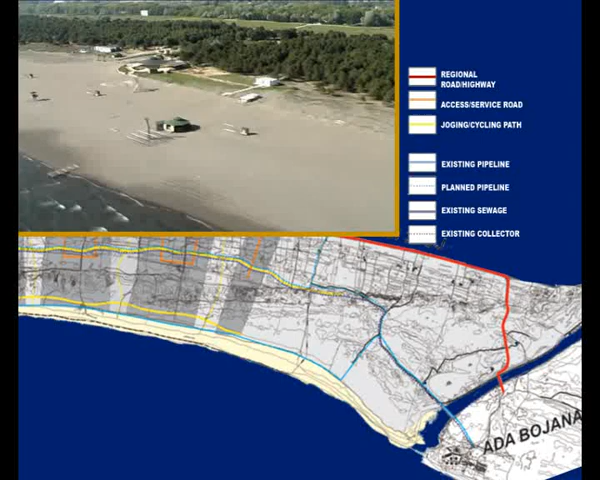 REGIONAL
ROAD/HIGHWAY
ACCESS/SERVICE ROAD
JOGING/CYCLING PATH
EXISTING PIPELINE
PLANNED PIPELINE
EXISTING SEWAGE
EXISTING COLLECTOR
ADA BOJANA